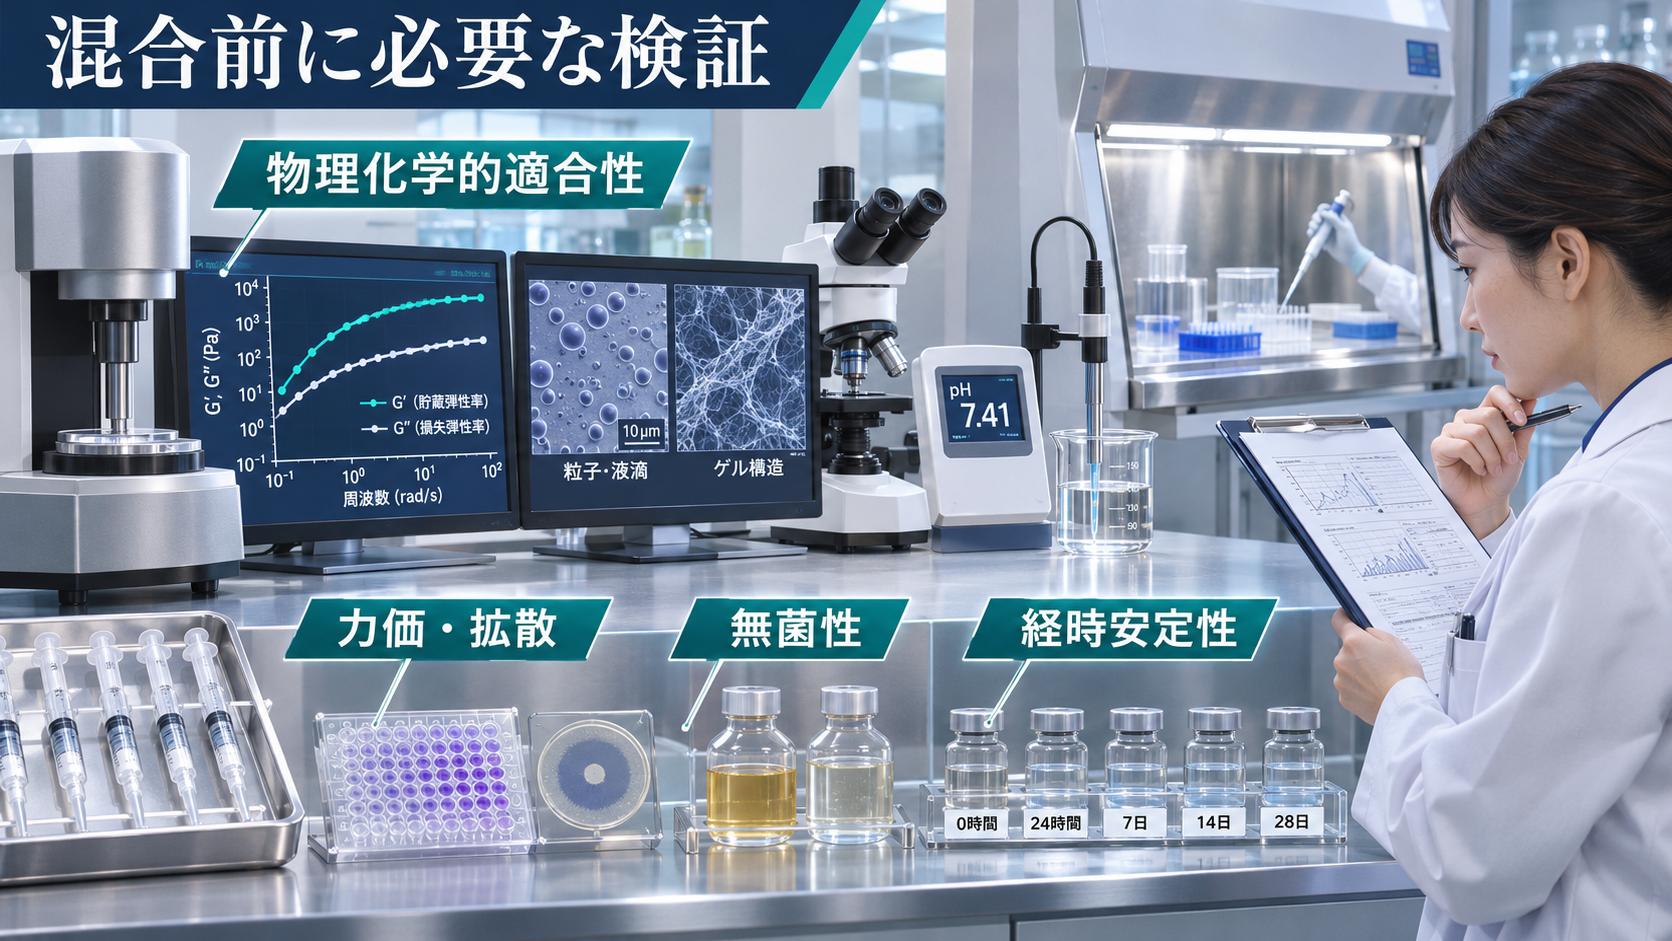 混合前に必要な検証
物理化学的適合性
10⁴
10³
10²
10¹
10⁰
10⁻¹
G′, G″ (Pa)
G′（貯蔵弾性率）
G″（損失弾性率）
10⁻¹
10⁰
10¹
10²
周波数 (rad/s)
10μm
粒子・液滴
ゲル構造
pH
7.41
150
力価・拡散
無菌性
経時安定性
0時間
24時間
7日
14日
28日